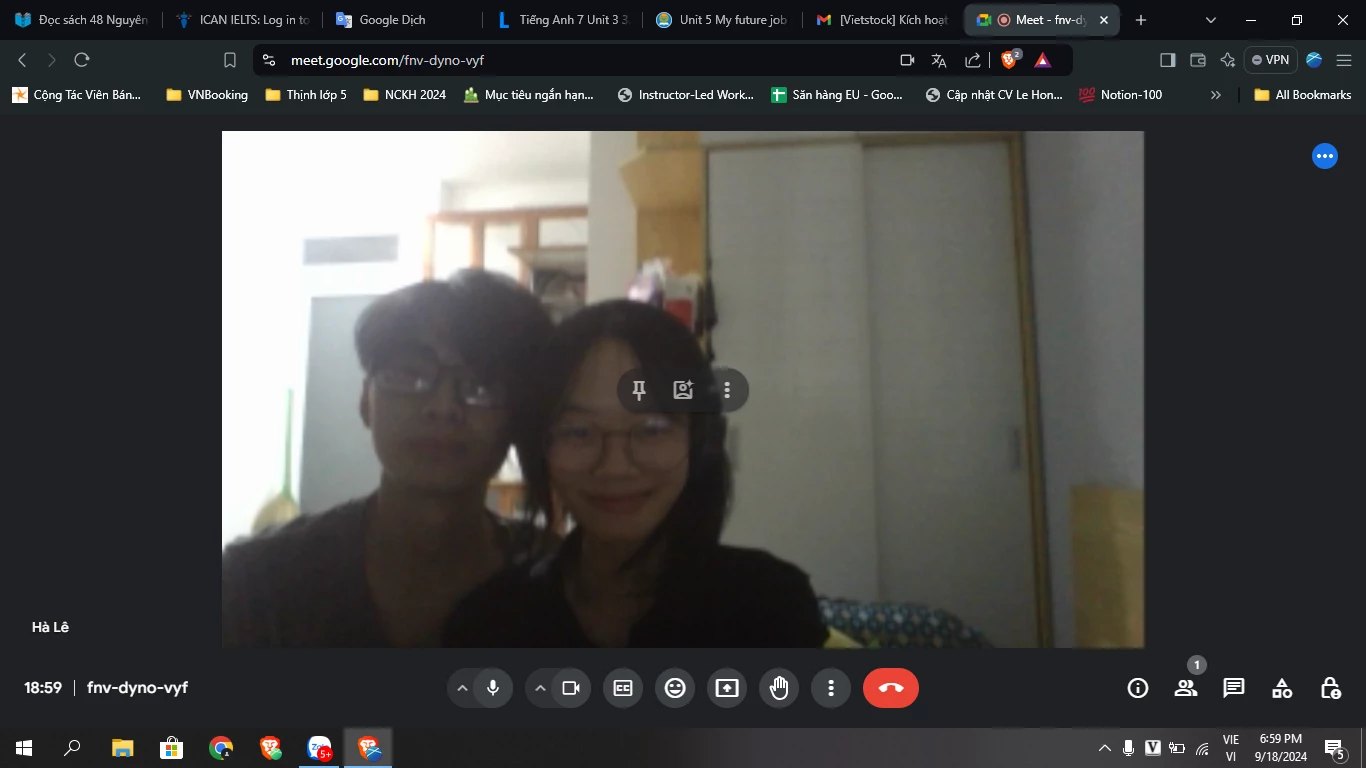 Đọc sách 48 Nguyên
ICAN IELTS: Log in to
Google Dịch
Tiếng Anh 7 Unit 3 3.
Unit 5 My future job
[Vietstock] Kích hoạt
Meet - fnv-dy
meet.google.com/fnv-dyno-vyf
2
VPN
Cộng Tác Viên Bán...
VNBooking
Thịnh lớp 5
NCKH 2024
Mục tiêu ngắn hạn...
Instructor-Led Work...
Săn hàng EU - Goo...
Cập nhật CV Le Hon...
Notion-100
All Bookmarks
Hà Lê
18:59
fnv-dyno-vyf
CC
1
5+
V
VIE
VI
6:59 PM
9/18/2024
5